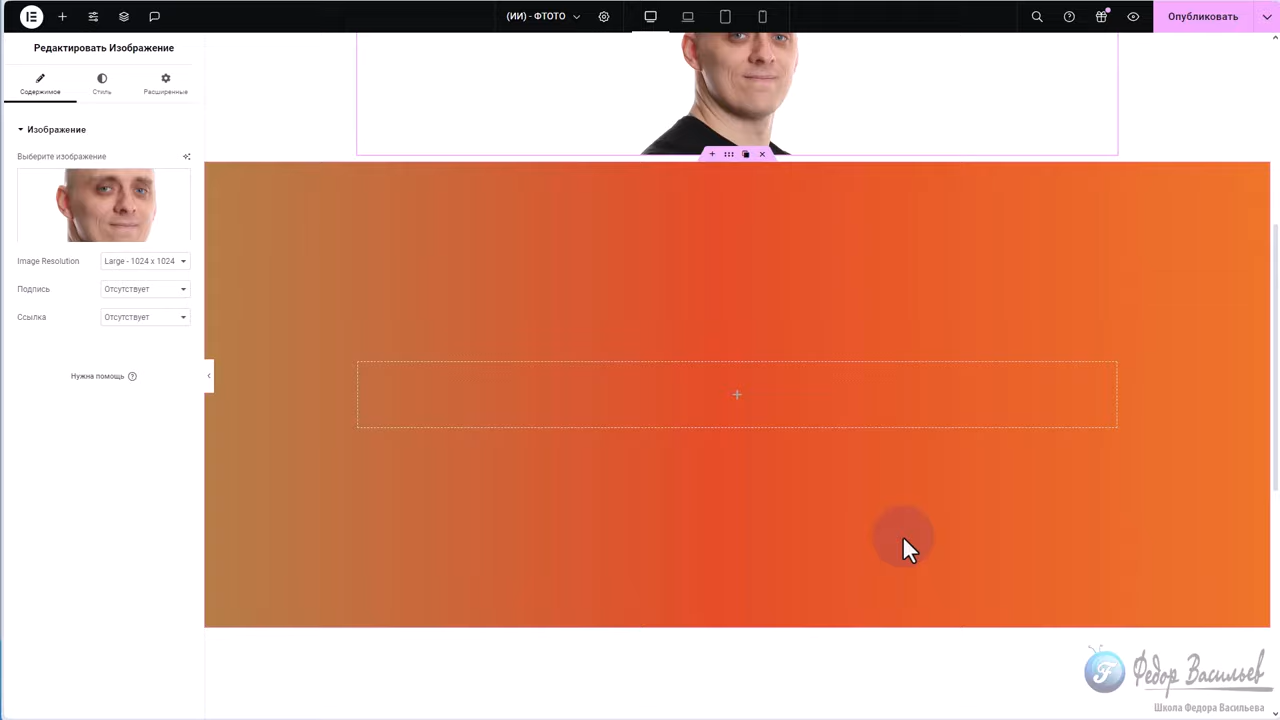 (ИИ) - ФТОТО
Опубликовать
Редактировать Изображение
Содержимое
Стиль
Расширенные
Изображение
Выберите изображение
Image Resolution
Large - 1024 x 1024
Подпись
Отсутствует
Ссылка
Отсутствует
Нужна помощь
Федор Васильев
Школа Федора Васильева